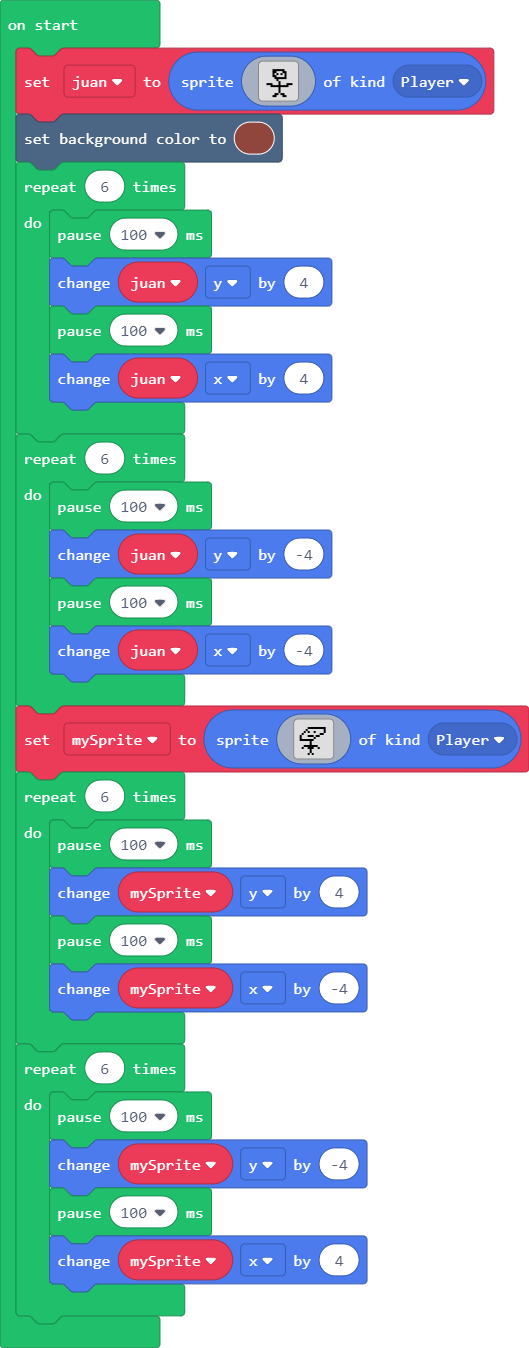 on start
set juan to sprite of kind Player
set background color to
repeat 6 times
do
pause 100 ms
change juan y by 4
pause 100 ms
change juan x by 4
repeat 6 times
do
pause 100 ms
change juan y by -4
pause 100 ms
change juan x by -4
set mySprite to sprite of kind Player
repeat 6 times
do
pause 100 ms
change mySprite y by 4
pause 100 ms
change mySprite x by -4
repeat 6 times
do
pause 100 ms
change mySprite y by -4
pause 100 ms
change mySprite x by 4